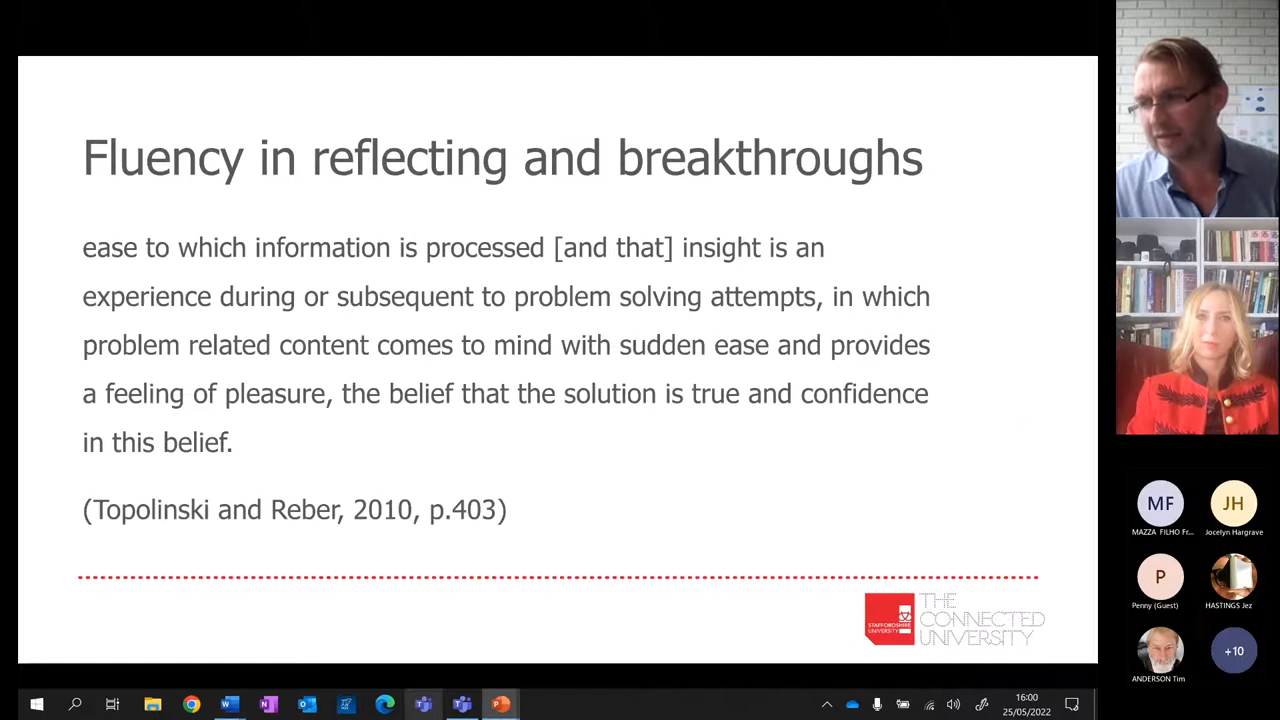 Fluency in reflecting and breakthroughs
ease to which information is processed [and that] insight is an
experience during or subsequent to problem solving attempts, in which
problem related content comes to mind with sudden ease and provides
a feeling of pleasure, the belief that the solution is true and confidence
in this belief.
(Topolinski and Reber, 2010, p.403)
STAFFORDSHIRE
UNIVERSITY
THE
CONNECTED
UNIVERSITY
MF
JH
MAZZA FILHO Fr...
Jocelyn Hargrave
P
Penny (Guest)
HASTINGS Jez
ANDERSON Tim
+10
16:00
25/05/2022